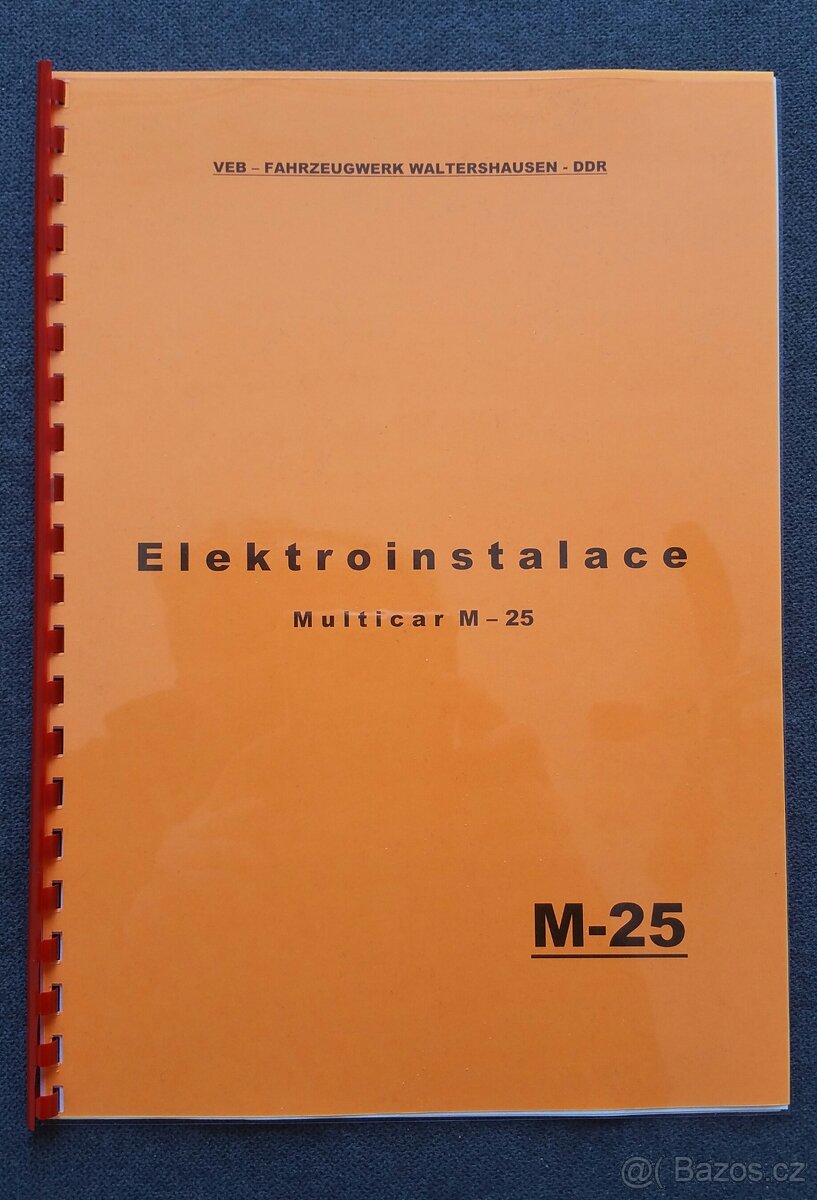 VEB – FAHRZEUGWERK WALTERSHAUSEN - DDR
Elektroinstalace
Multicar M – 25
M-25
@( Bazos.cz